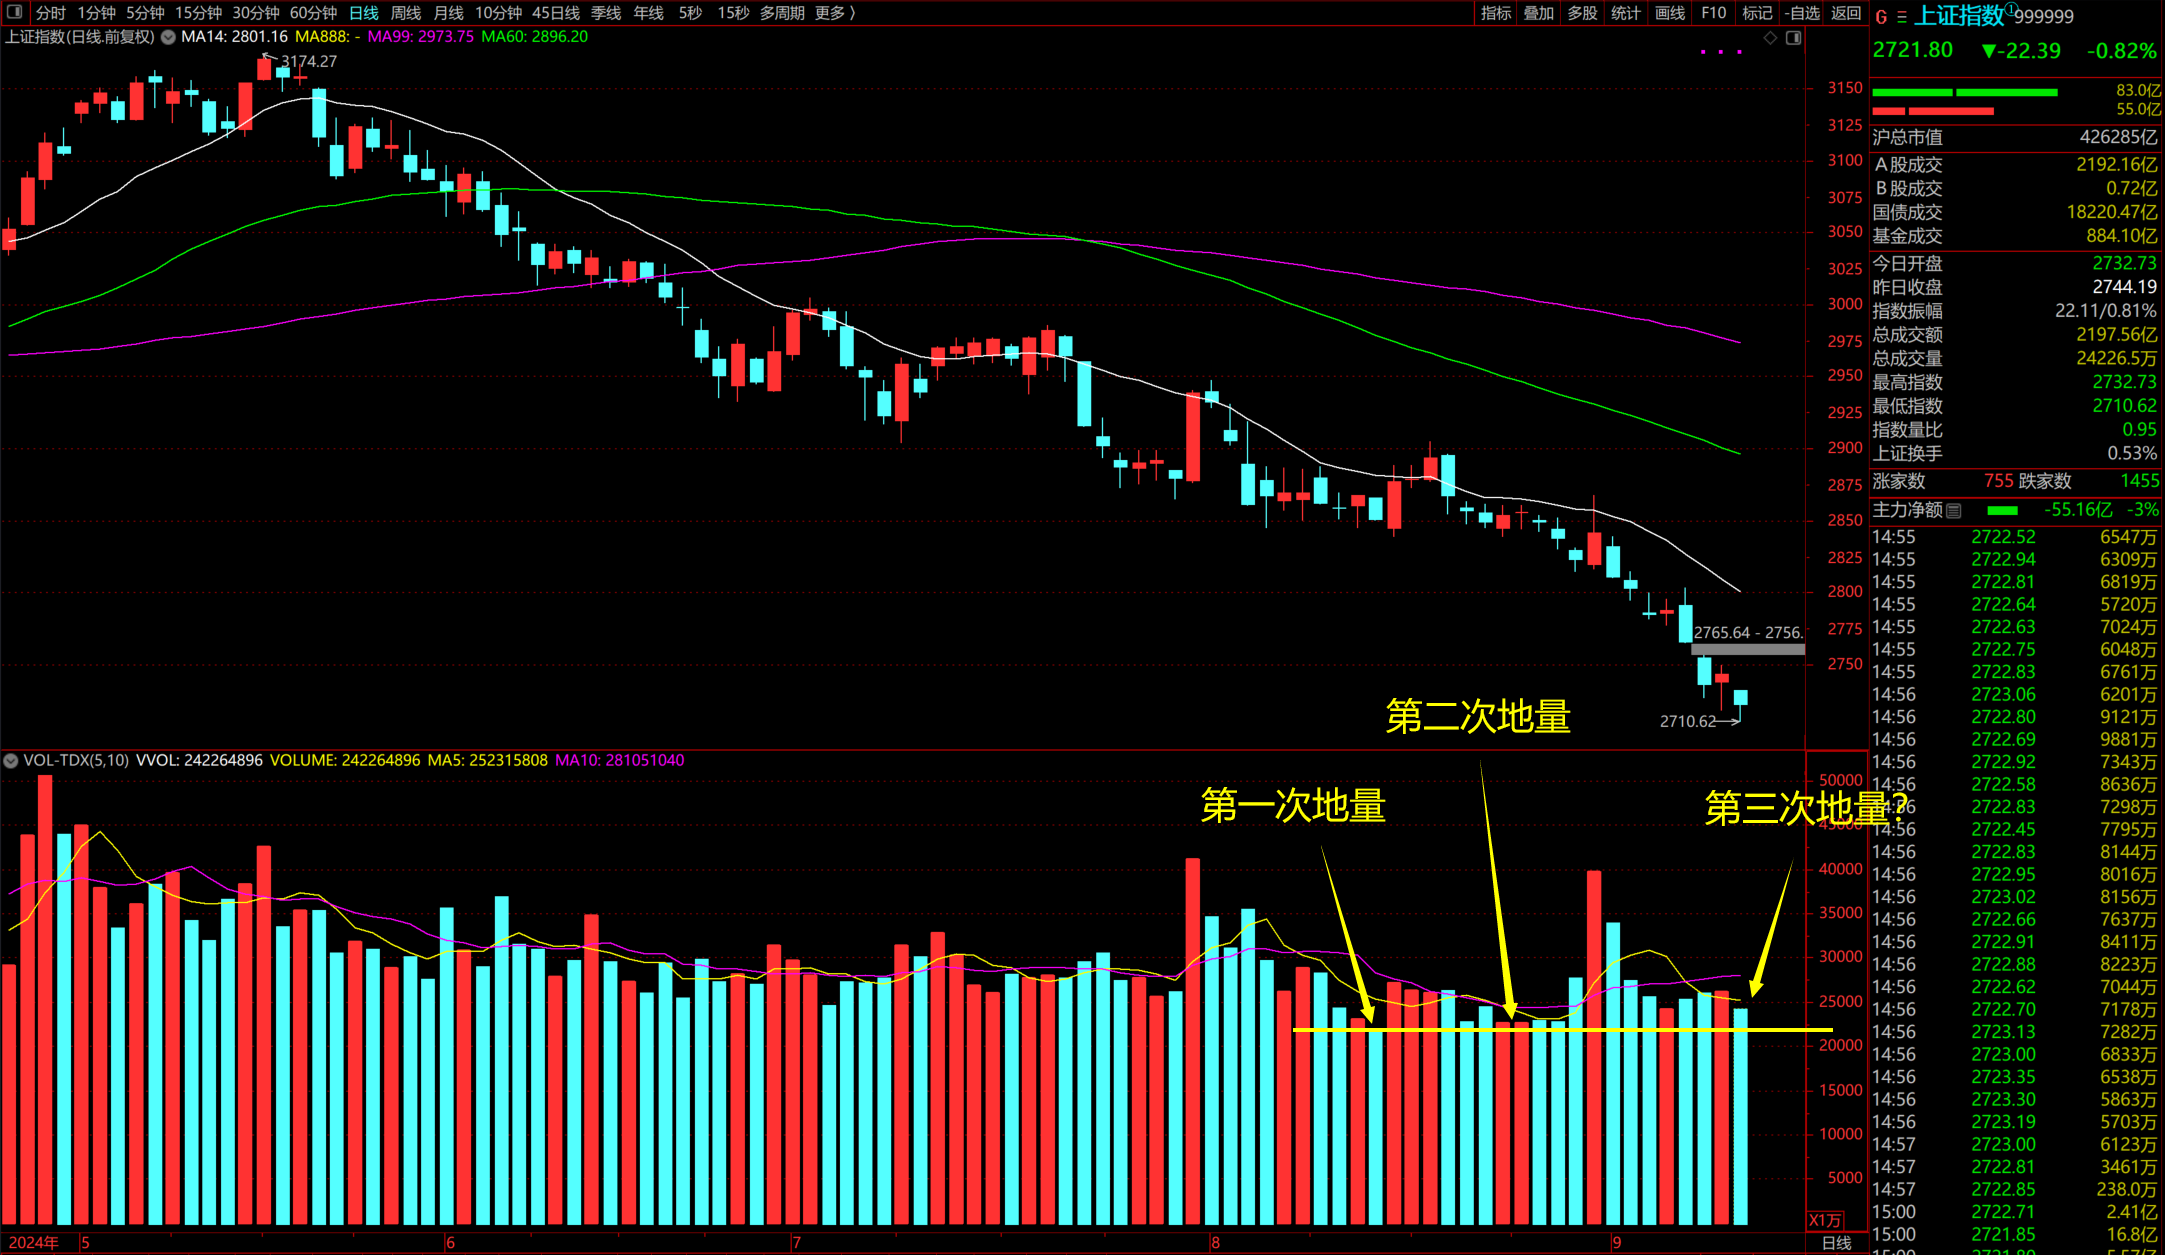 分时 1分钟 5分钟 15分钟 30分钟 60分钟 日线 周线 月线 10分钟 45日线 季线 年线 5秒 15秒 多周期 更多 〉 指标 叠加 多股 统计 画线 F10 标记 -自选 返回
上证指数(日线.前复权) MA14: 2801.16 MA888: - MA99: 2973.75 MA60: 2896.20
3174.27
3150
3125
3100
3075
3050
3025
3000
2975
2950
2925
2900
2875
2850
2825
2800
2775
2750
2765.64 - 2756.
2710.62
第二次地量
VOL-TDX(5,10) VVOL: 242264896 VOLUME: 242264896 MA5: 252315808 MA10: 281051040
第一次地量
第三次地量?
50000
45000
40000
35000
30000
25000
20000
15000
10000
5000
X1万
2024年 5 6 7 8 9 日线
G 三 上证指数① 999999
2721.80 ▼-22.39 -0.82%
83.0亿
55.0亿
沪总市值 426285亿
A股成交 2192.16亿
B股成交 0.72亿
国债成交 18220.47亿
基金成交 884.10亿
今日开盘 2732.73
昨日收盘 2744.19
指数振幅 22.11/0.81%
总成交额 2197.56亿
总成交量 24226.5万
最高指数 2732.73
最低指数 2710.62
指数量比 0.95
上证换手 0.53%
涨家数 755 跌家数 1455
主力净额 -55.16亿 -3%
14:55 2722.52 6547万
14:55 2722.94 6309万
14:55 2722.81 6819万
14:55 2722.64 5720万
14:55 2722.63 7024万
14:55 2722.75 6048万
14:55 2722.83 6761万
14:56 2723.06 6201万
14:56 2722.80 9121万
14:56 2722.69 9881万
14:56 2722.92 7343万
14:56 2722.58 8636万
14:56 2722.83 7298万
14:56 2722.45 7795万
14:56 2722.83 8144万
14:56 2722.95 8016万
14:56 2723.02 8156万
14:56 2722.66 7637万
14:56 2722.91 8411万
14:56 2722.88 8223万
14:56 2722.62 7044万
14:56 2722.70 7178万
14:56 2723.13 7282万
14:56 2723.00 6833万
14:56 2723.35 6538万
14:56 2723.30 5863万
14:56 2723.19 5703万
14:57 2723.00 6123万
14:57 2722.81 3461万
14:57 2722.85 238.0万
15:00 2722.71 2.41亿
15:00 2721.85 16.8亿